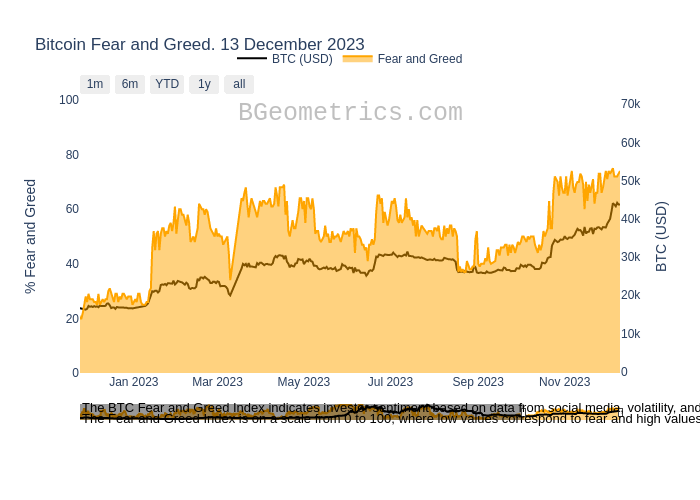 Bitcoin Fear and Greed. 13 December 2023
BTC (USD) Fear and Greed
1m 6m YTD 1y all
BGeometrics.com
100
80
60
40
20
0
% Fear and Greed
70k
60k
50k
40k
30k
20k
10k
0
BTC (USD)
Jan 2023 Mar 2023 May 2023 Jul 2023 Sep 2023 Nov 2023
The BTC Fear and Greed Index indicates investor sentiment based on data from social media, volatility, and
The Fear and Greed Index is on a scale from 0 to 100, where low values correspond to fear and high values